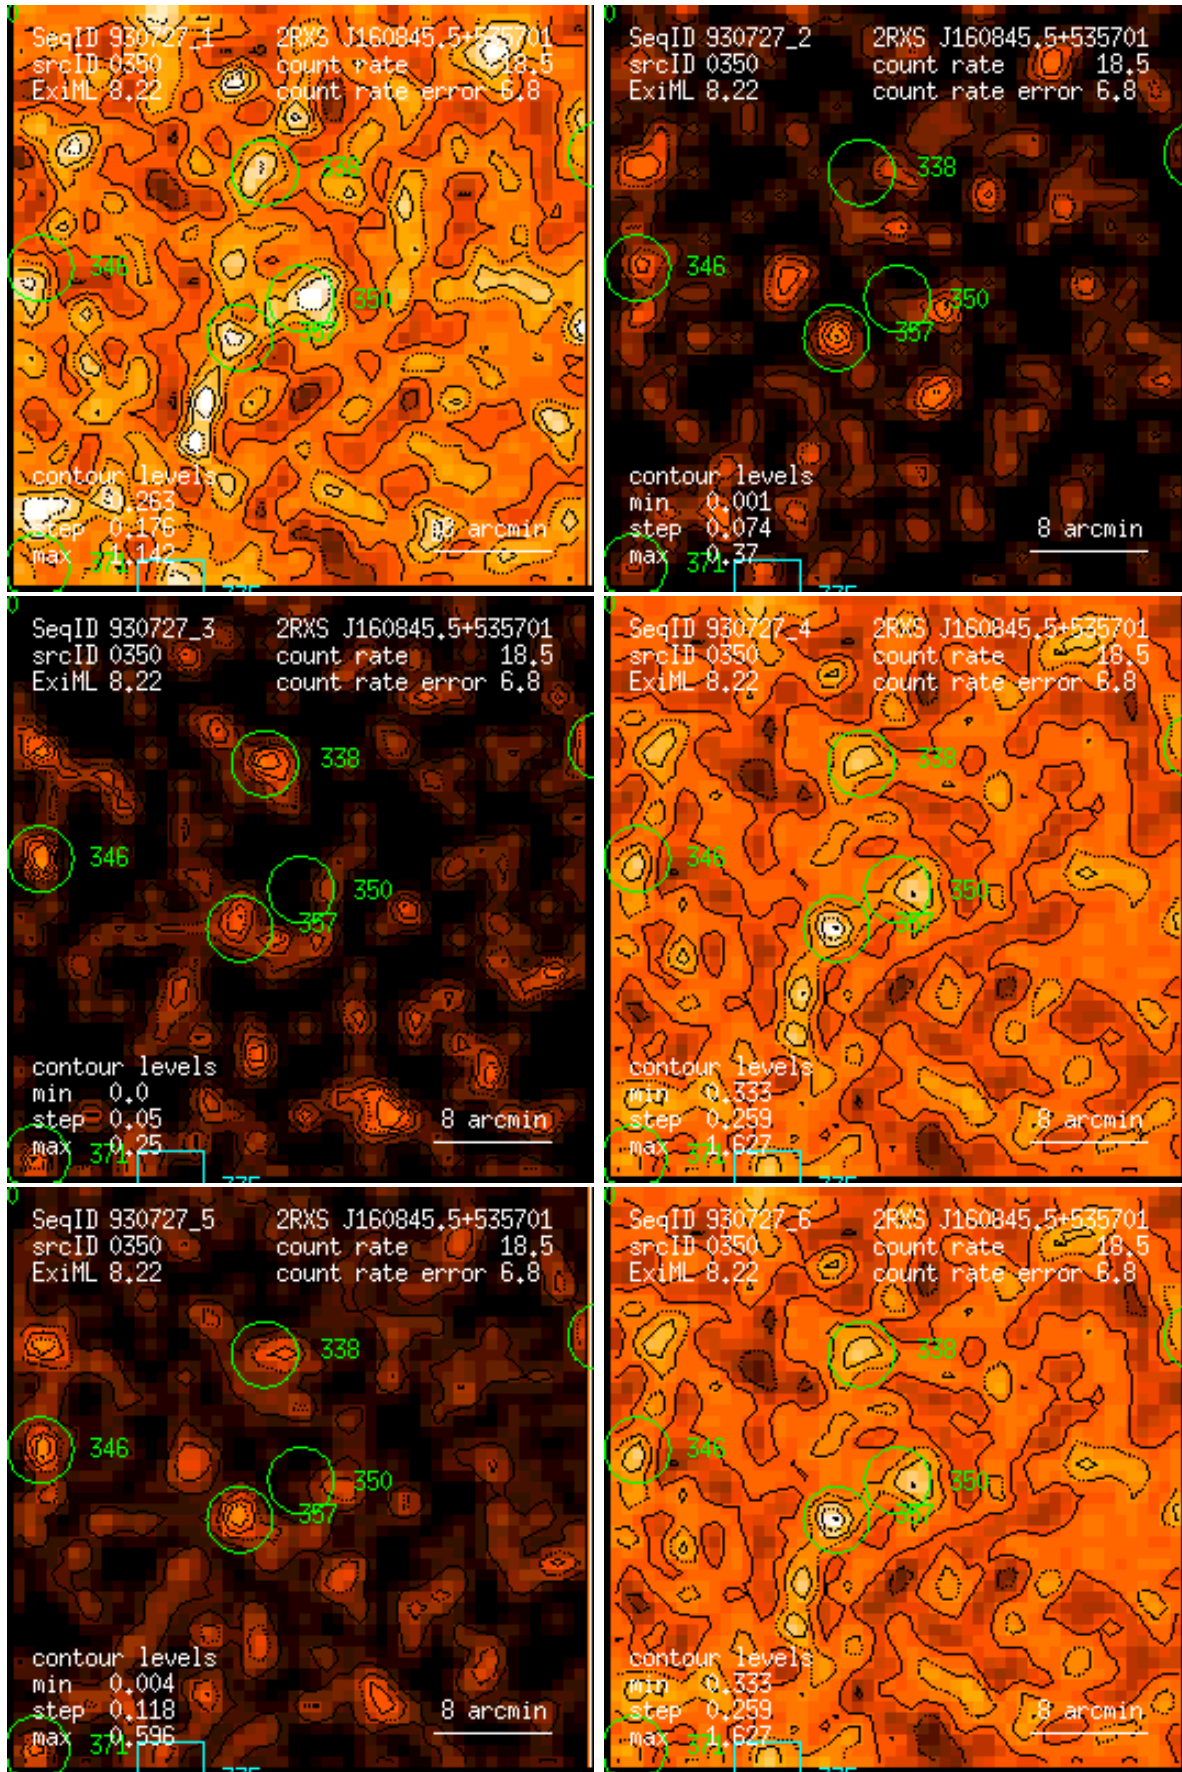 SeqID 930727_1 2RXS J160845.5+535701
srcID 0350 count rate 18.5
ExiML 8.22 count rate error 6.8
338
346
350
357
contour levels
min 0.263
step 0.176 8 arcmin
max 1.142 371
SeqID 930727_2 2RXS J160845.5+535701
srcID 0350 count rate 18.5
ExiML 8.22 count rate error 6.8
338
346
350
357
contour levels
min 0.001
step 0.074 8 arcmin
max 0.37
371
SeqID 930727_3 2RXS J160845.5+535701
srcID 0350 count rate 18.5
ExiML 8.22 count rate error 6.8
338
346
350
357
contour levels
min 0.0
step 0.05 8 arcmin
max 0.25 371
SeqID 930727_4 2RXS J160845.5+535701
srcID 0350 count rate 18.5
ExiML 8.22 count rate error 6.8
338
346
350
357
contour levels
min 0.333
step 0.259 8 arcmin
max 1.627
371
SeqID 930727_5 2RXS J160845.5+535701
srcID 0350 count rate 18.5
ExiML 8.22 count rate error 6.8
338
346
350
357
contour levels
min 0.004
step 0.118 8 arcmin
max 0.596 371
SeqID 930727_6 2RXS J160845.5+535701
srcID 0350 count rate 18.5
ExiML 8.22 count rate error 6.8
338
346
350
357
contour levels
min 0.333
step 0.259 8 arcmin
max 1.627
371